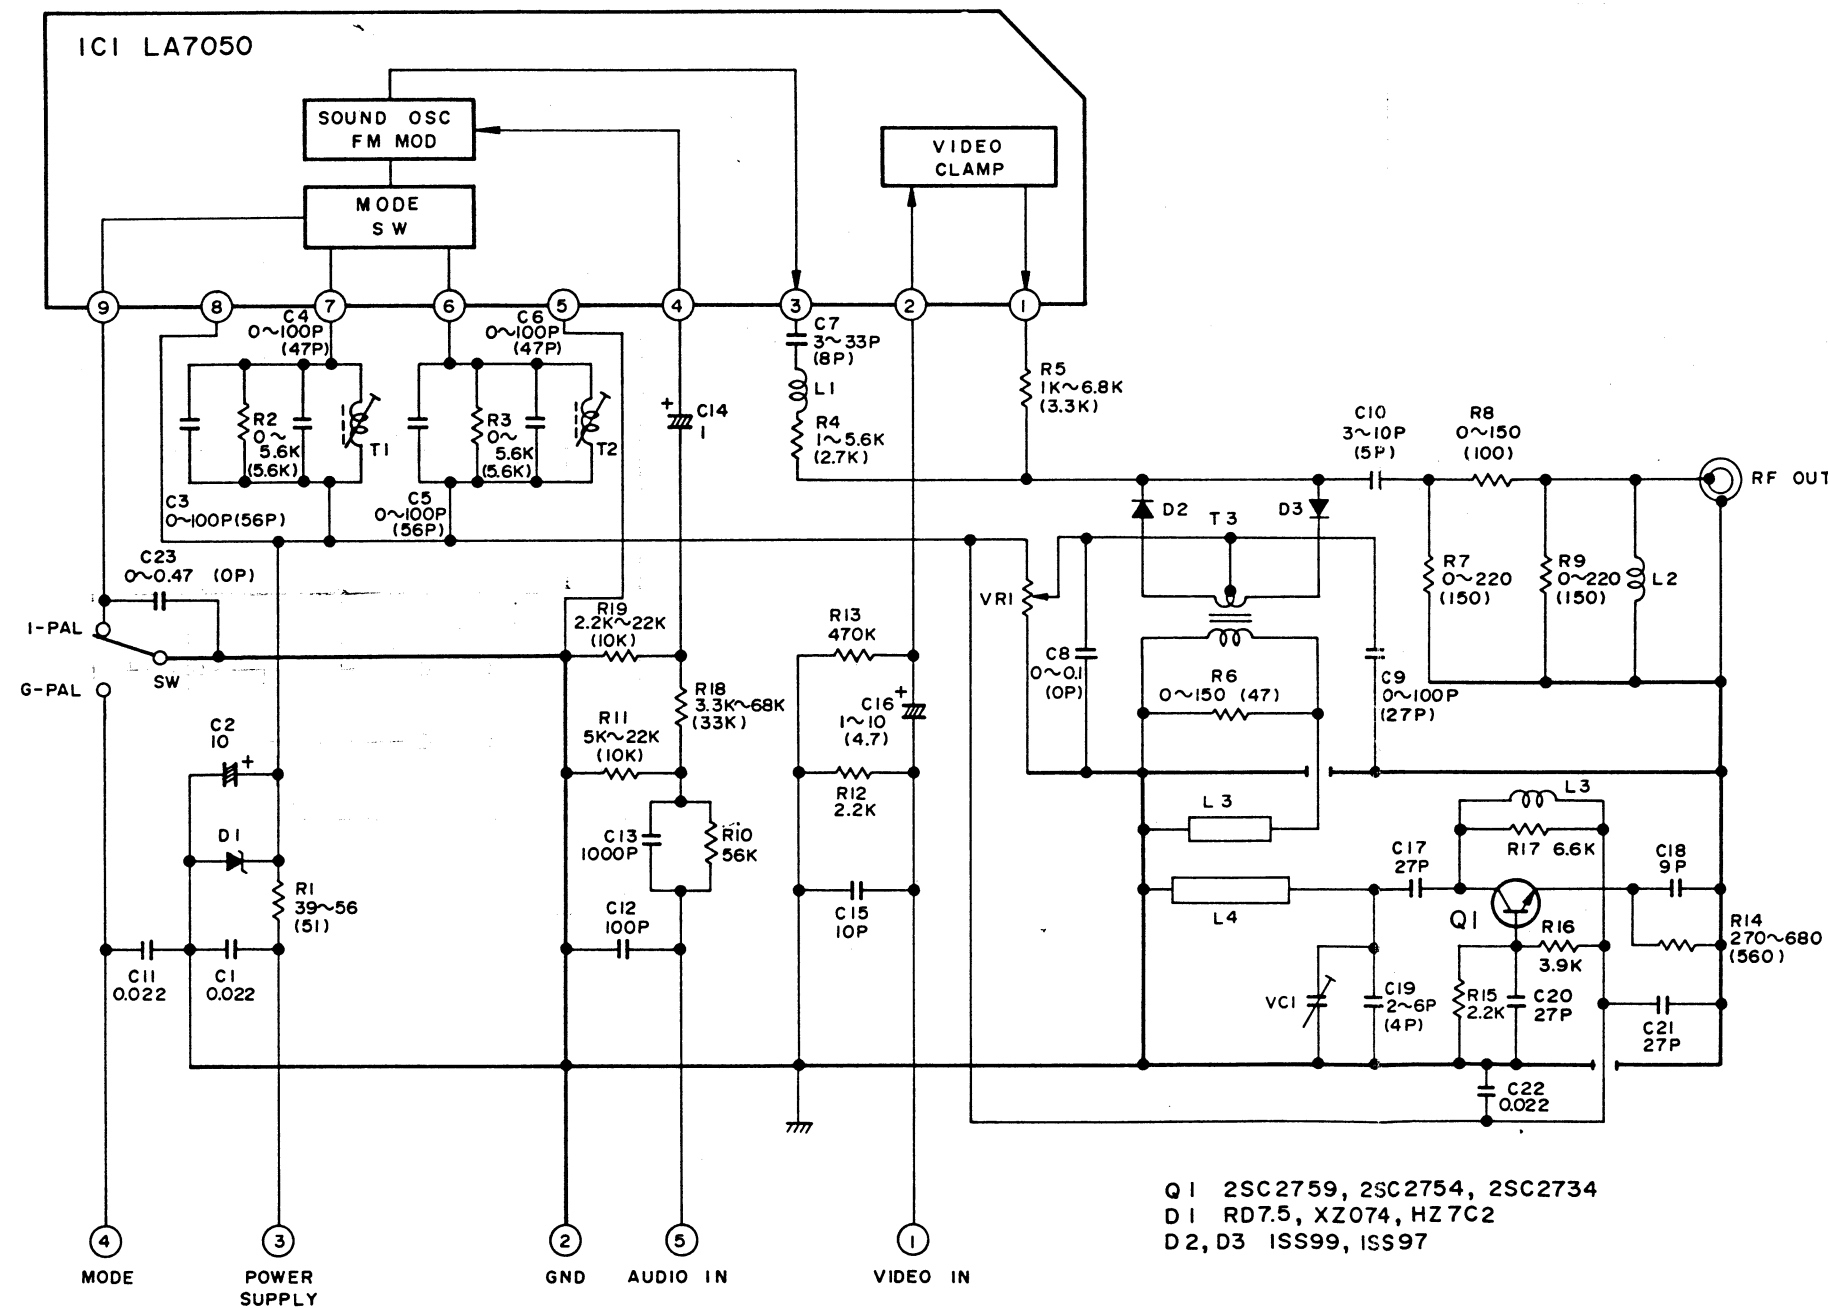 IC1 LA7050
SOUND OSC
FM MOD
MODE
SW
VIDEO
CLAMP
9
8
7
6
5
4
3
2
1
C4
0~100P
(47P)
C6
0~100P
(47P)
C7
3~33P
(8P)
L1
R4
1~5.6K
(2.7K)
R5
1K~6.8K
(3.3K)
R2
0~
5.6K
(5.6K)
T1
R3
0~
5.6K
(5.6K)
T2
C14
1
+
C3
0~100P(56P)
C5
0~100P
(56P)
C10
3~10P
(5P)
R8
0~150
(100)
RF OUT
D2
T3
D3
C23
0~0.47 (0P)
I-PAL
G-PAL
SW
R19
2.2K~22K
(10K)
R13
470K
VR1
R7
0~220
(150)
R9
0~220
(150)
L2
C8
0~0.1
(0P)
R6
0~150 (47)
C9
0~100P
(27P)
R18
3.3K~68K
(33K)
R11
5K~22K
(10K)
C16
1~10
(4.7)
+
C2
10
+
R12
2.2K
L3
L3
R17 6.6K
D1
C13
1000P
R10
56K
C17
27P
C18
9P
R1
39~56
(51)
C12
100P
C15
10P
L4
Q1
R16
3.9K
R14
270~680
(560)
C11
0.022
C1
0.022
VC1
C19
2~6P
(4P)
R15
2.2K
C20
27P
C21
27P
C22
0.022
Q1 2SC2759, 2SC2754, 2SC2734
D1 RD7.5, XZ074, HZ7C2
D2, D3 1SS99, 1SS97
4
3
2
5
1
MODE
POWER
SUPPLY
GND
AUDIO IN
VIDEO IN